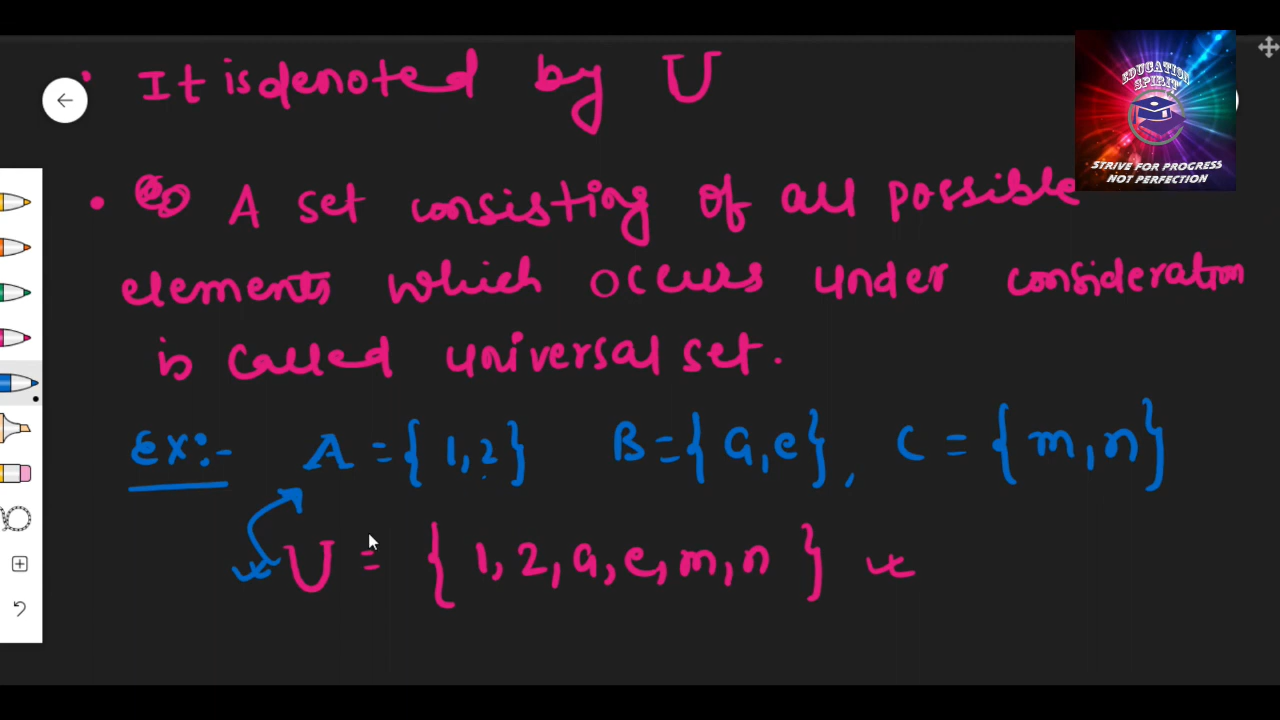 • It is denoted by U
• A set consisting of all possible
elements which occurs under consideration
is called universal set.
Ex:- A = {1,2} B = {a,e}, C = {m,n}
U = {1,2,a,e,m,n}
EDUCATION
SPIRIT
STRIVE FOR PROGRESS
NOT PERFECTION